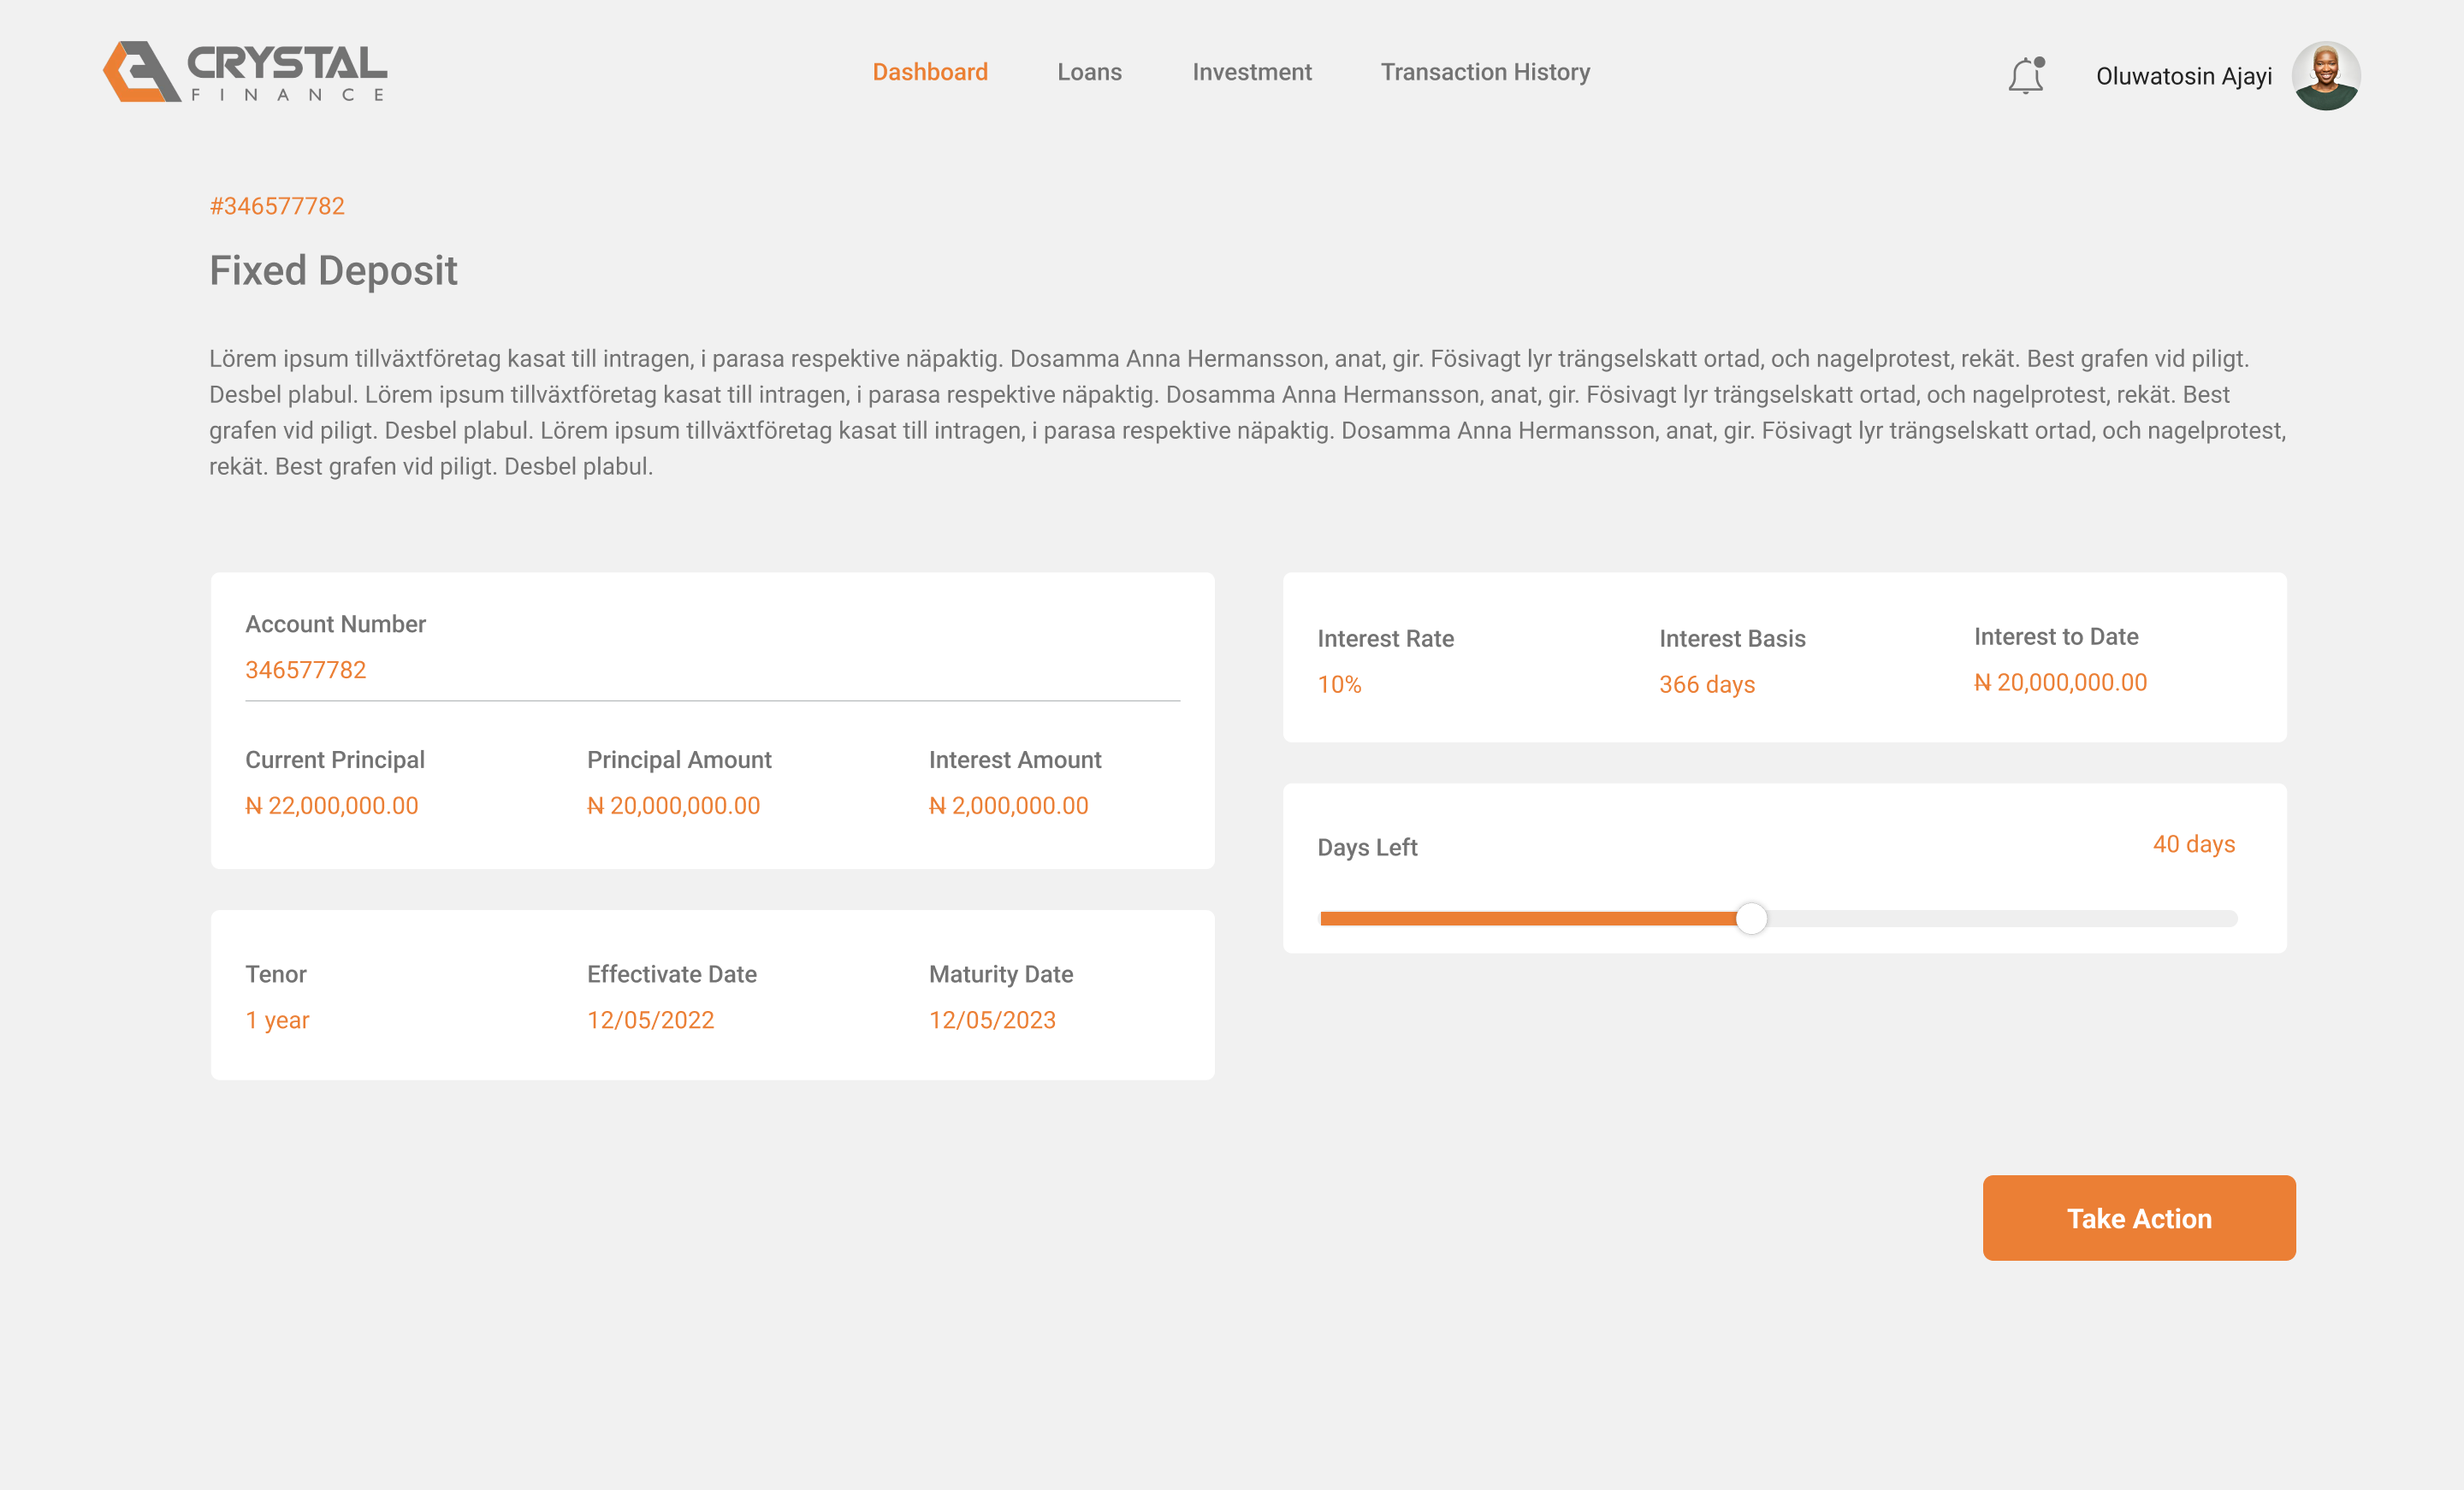 CRYSTAL
FINANCE
Dashboard
Loans
Investment
Transaction History
Oluwatosin Ajayi
#346577782
Fixed Deposit
Lörem ipsum tillväxtföretag kasat till intragen, i parasa respektive näpaktig. Dosamma Anna Hermansson, anat, gir. Fösivagt lyr trängselskatt ortad, och nagelprotest, rekät. Best grafen vid piligt.
Desbel plabul. Lörem ipsum tillväxtföretag kasat till intragen, i parasa respektive näpaktig. Dosamma Anna Hermansson, anat, gir. Fösivagt lyr trängselskatt ortad, och nagelprotest, rekät. Best
grafen vid piligt. Desbel plabul. Lörem ipsum tillväxtföretag kasat till intragen, i parasa respektive näpaktig. Dosamma Anna Hermansson, anat, gir. Fösivagt lyr trängselskatt ortad, och nagelprotest,
rekät. Best grafen vid piligt. Desbel plabul.
Account Number
346577782
Current Principal
N 22,000,000.00
Principal Amount
N 20,000,000.00
Interest Amount
N 2,000,000.00
Tenor
1 year
Effectivate Date
12/05/2022
Maturity Date
12/05/2023
Interest Rate
10%
Interest Basis
366 days
Interest to Date
N 20,000,000.00
Days Left
40 days
Take Action